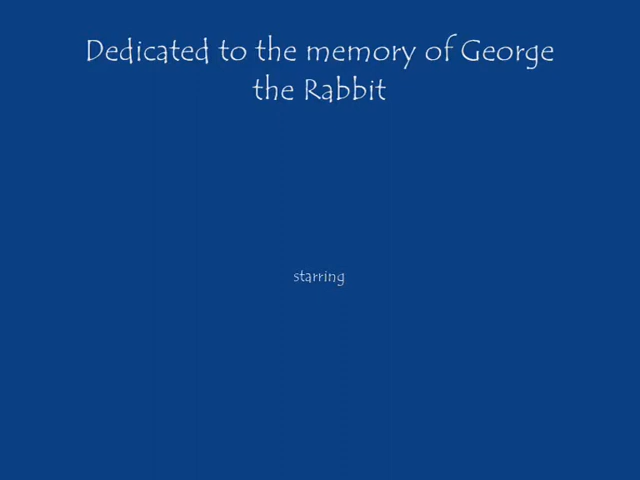 Dedicated to the memory of George
the Rabbit
starring